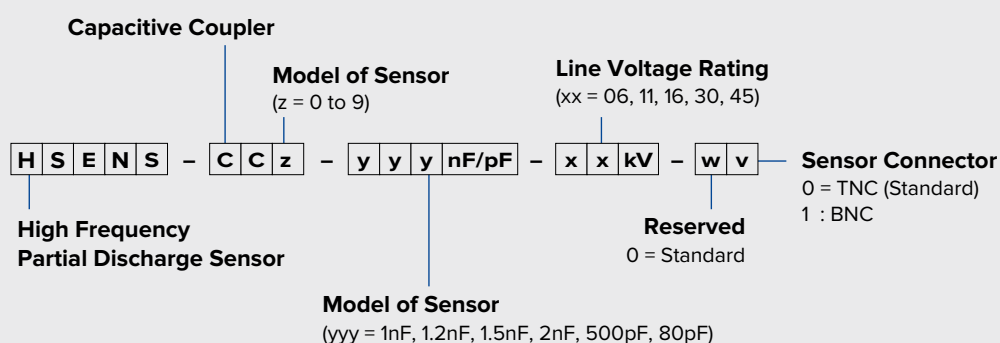 Capacitive Coupler
Model of Sensor
(z = 0 to 9)
Line Voltage Rating
(xx = 06, 11, 16, 30, 45)
H S E N S – C C z – y y y nF/pF – x x kV – w v
Sensor Connector
0 = TNC (Standard)
1 : BNC
High Frequency
Partial Discharge Sensor
Reserved
0 = Standard
Model of Sensor
(yyy = 1nF, 1.2nF, 1.5nF, 2nF, 500pF, 80pF)